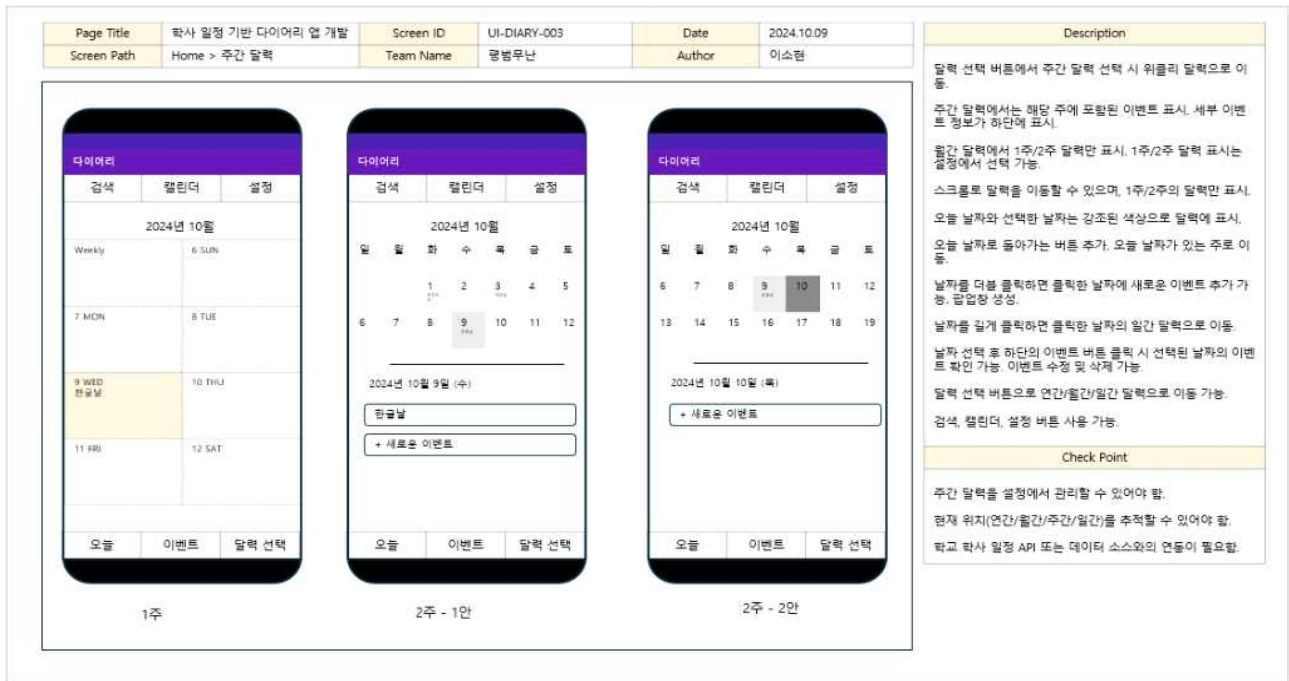 Page Title 학사 일정 기반 다이어리 앱 개발 Screen ID UI-DIARY-003 Date 2024.10.09
Screen Path Home > 주간 달력 Team Name 평범무난 Author 이소현
다이어리
검색 캘린더 설정
2024년 10월
Weekly 6 SUN
7 MON 8 TUE
9 WED 10 THU
한글날
11 FRI 12 SAT
오늘 이벤트 달력 선택
1주
다이어리
검색 캘린더 설정
2024년 10월
일 월 화 수 목 금 토
1 2 3 4 5
6 7 8 9 10 11 12
2024년 10월 9일 (수)
한글날
+ 새로운 이벤트
오늘 이벤트 달력 선택
2주 - 1안
다이어리
검색 캘린더 설정
2024년 10월
일 월 화 수 목 금 토
6 7 8 9 10 11 12
13 14 15 16 17 18 19
2024년 10월 10일 (목)
+ 새로운 이벤트
오늘 이벤트 달력 선택
2주 - 2안
Description
달력 선택 버튼에서 주간 달력 선택 시 위클리 달력으로 이
동.
주간 달력에서는 해당 주에 포함된 이벤트 표시. 세부 이벤
트 정보가 하단에 표시.
월간 달력에서 1주/2주 달력만 표시. 1주/2주 달력 표시는
설정에서 선택 가능.
스크롤로 달력을 이동할 수 있으며, 1주/2주의 달력만 표시.
오늘 날짜와 선택한 날짜는 강조된 색상으로 달력에 표시.
오늘 날짜로 돌아가는 버튼 추가. 오늘 날짜가 있는 주로 이
동.
날짜를 더블 클릭하면 클릭한 날짜에 새로운 이벤트 추가 가
능. 팝업창 생성.
날짜를 길게 클릭하면 클릭한 날짜의 일간 달력으로 이동.
날짜 선택 후 하단의 이벤트 버튼 클릭 시 선택된 날짜의 이벤
트 확인 가능. 이벤트 수정 및 삭제 가능.
달력 선택 버튼으로 연간/월간/일간 달력으로 이동 가능.
검색, 캘린더, 설정 버튼 사용 가능.
Check Point
주간 달력을 설정에서 관리할 수 있어야 함.
현재 위치(연간/월간/주간/일간)를 추적할 수 있어야 함.
학교 학사 일정 API 또는 데이터 소스와의 연동이 필요함.